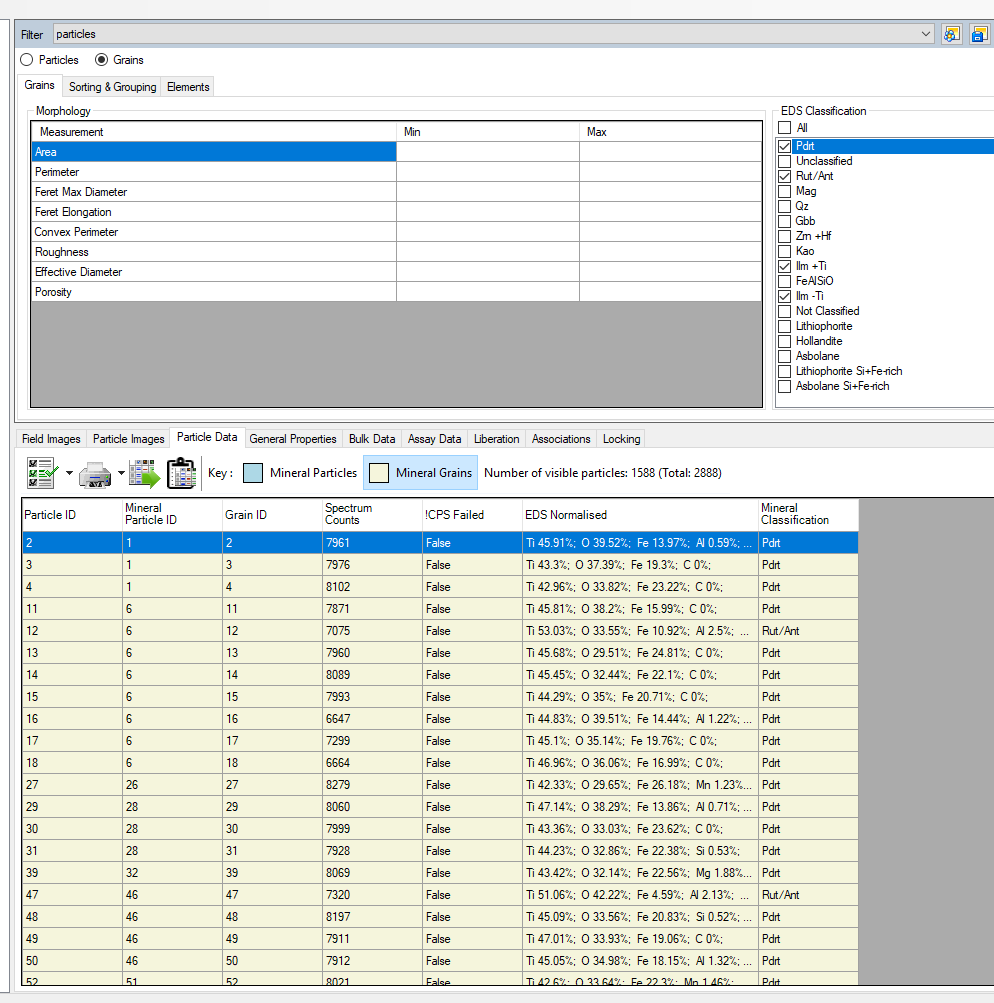 Filter particles
Particles Grains
Grains Sorting & Grouping Elements
Morphology
Measurement Min Max
Area
Perimeter
Feret Max Diameter
Feret Elongation
Convex Perimeter
Roughness
Effective Diameter
Porosity
EDS Classification
All
Pdrt
Unclassified
Rut/Ant
Mag
Qz
Gbb
Zrn +Hf
Kao
Ilm +Ti
FeAlSiO
Ilm -Ti
Not Classified
Lithiophorite
Hollandite
Asbolane
Lithiophorite Si+Fe-rich
Asbolane Si+Fe-rich
Field Images Particle Images Particle Data General Properties Bulk Data Assay Data Liberation Associations Locking
Key : Mineral Particles Mineral Grains Number of visible particles: 1588 (Total: 2888)
Particle ID Mineral Particle ID Grain ID Spectrum Counts !CPS Failed EDS Normalised Mineral Classification
2 1 2 7961 False Ti 45.91%; O 39.52%; Fe 13.97%; Al 0.59%; ... Pdrt
3 1 3 7976 False Ti 43.3%; O 37.39%; Fe 19.3%; C 0%; Pdrt
4 1 4 8102 False Ti 42.96%; O 33.82%; Fe 23.22%; C 0%; Pdrt
11 6 11 7871 False Ti 45.81%; O 38.2%; Fe 15.99%; C 0%; Pdrt
12 6 12 7075 False Ti 53.03%; O 33.55%; Fe 10.92%; Al 2.5%; ... Rut/Ant
13 6 13 7960 False Ti 45.68%; O 29.51%; Fe 24.81%; C 0%; Pdrt
14 6 14 8089 False Ti 45.45%; O 32.44%; Fe 22.1%; C 0%; Pdrt
15 6 15 7993 False Ti 44.29%; O 35%; Fe 20.71%; C 0%; Pdrt
16 6 16 6647 False Ti 44.83%; O 39.51%; Fe 14.44%; Al 1.22%; ... Pdrt
17 6 17 7299 False Ti 45.1%; O 35.14%; Fe 19.76%; C 0%; Pdrt
18 6 18 6664 False Ti 46.96%; O 36.06%; Fe 16.99%; C 0%; Pdrt
27 26 27 8279 False Ti 42.33%; O 29.65%; Fe 26.18%; Mn 1.23%... Pdrt
29 28 29 8060 False Ti 47.14%; O 38.29%; Fe 13.86%; Al 0.71%; ... Pdrt
30 28 30 7999 False Ti 43.36%; O 33.03%; Fe 23.62%; C 0%; Pdrt
31 28 31 7928 False Ti 44.23%; O 32.86%; Fe 22.38%; Si 0.53%; Pdrt
39 32 39 8069 False Ti 43.42%; O 32.14%; Fe 22.56%; Mg 1.88%... Pdrt
47 46 47 7320 False Ti 51.06%; O 42.22%; Fe 4.59%; Al 2.13%; ... Rut/Ant
48 46 48 8197 False Ti 45.09%; O 33.56%; Fe 20.83%; Si 0.52%; ... Pdrt
49 46 49 7911 False Ti 47.01%; O 33.93%; Fe 19.06%; C 0%; Pdrt
50 46 50 7912 False Ti 45.05%; O 34.98%; Fe 18.15%; Al 1.32%; ... Pdrt
52 51 52 8021 False Ti 42.6%; O 33.64%; Fe 22.3%; Mn 1.46%; ... Pdrt